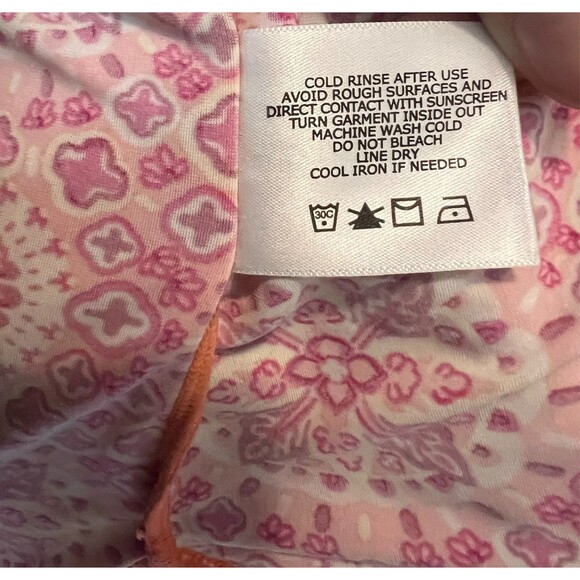 COLD RINSE AFTER USE
AVOID ROUGH SURFACES AND
DIRECT CONTACT WITH SUNSCREEN
TURN GARMENT INSIDE OUT
MACHINE WASH COLD
DO NOT BLEACH
LINE DRY
COOL IRON IF NEEDED
30C